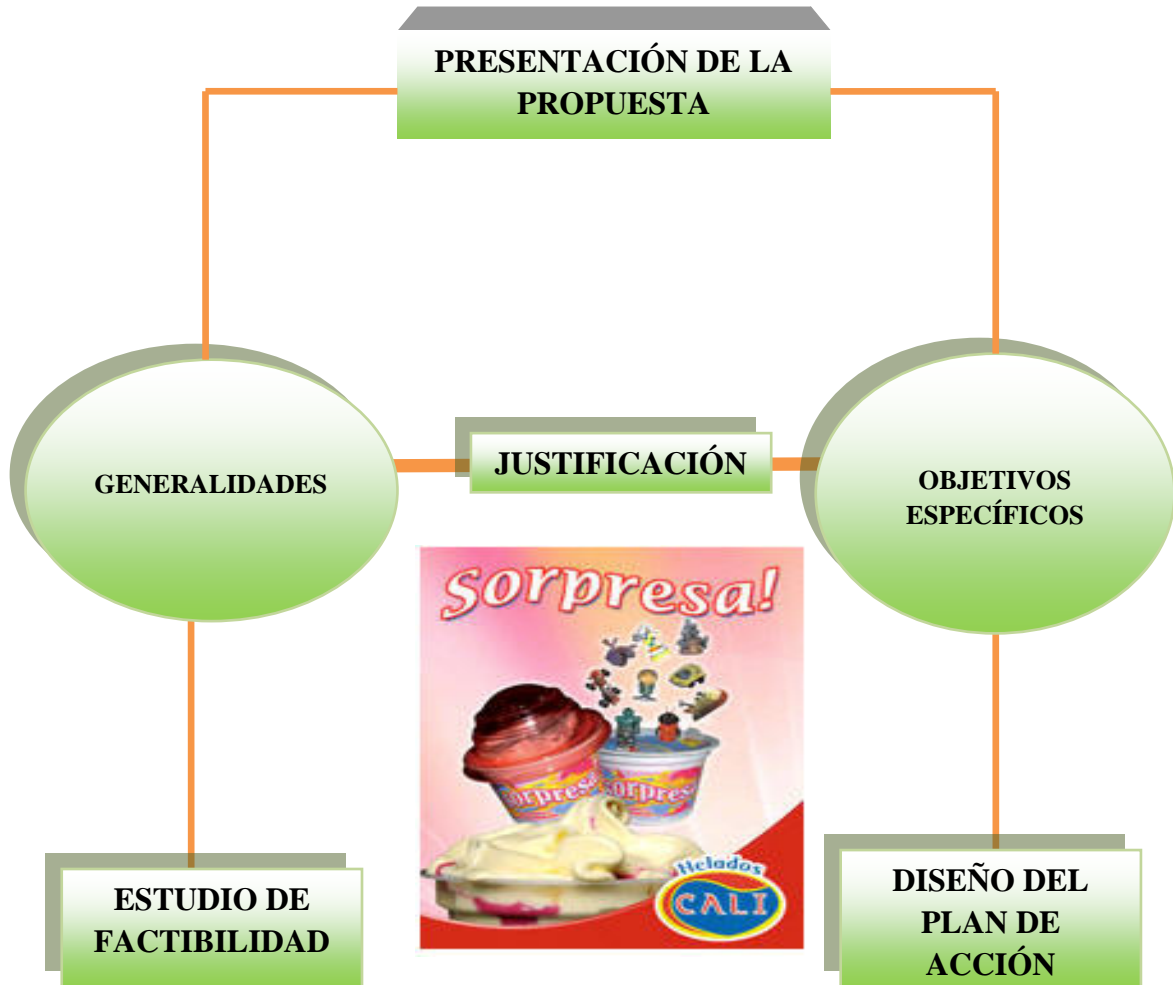 PRESENTACIÓN DE LA
PROPUESTA
GENERALIDADES
JUSTIFICACIÓN
OBJETIVOS
ESPECÍFICOS
Sorpresa!
sorpresa
sorpresa
Helados
CALI
ESTUDIO DE
FACTIBILIDAD
DISEÑO DEL
PLAN DE
ACCIÓN